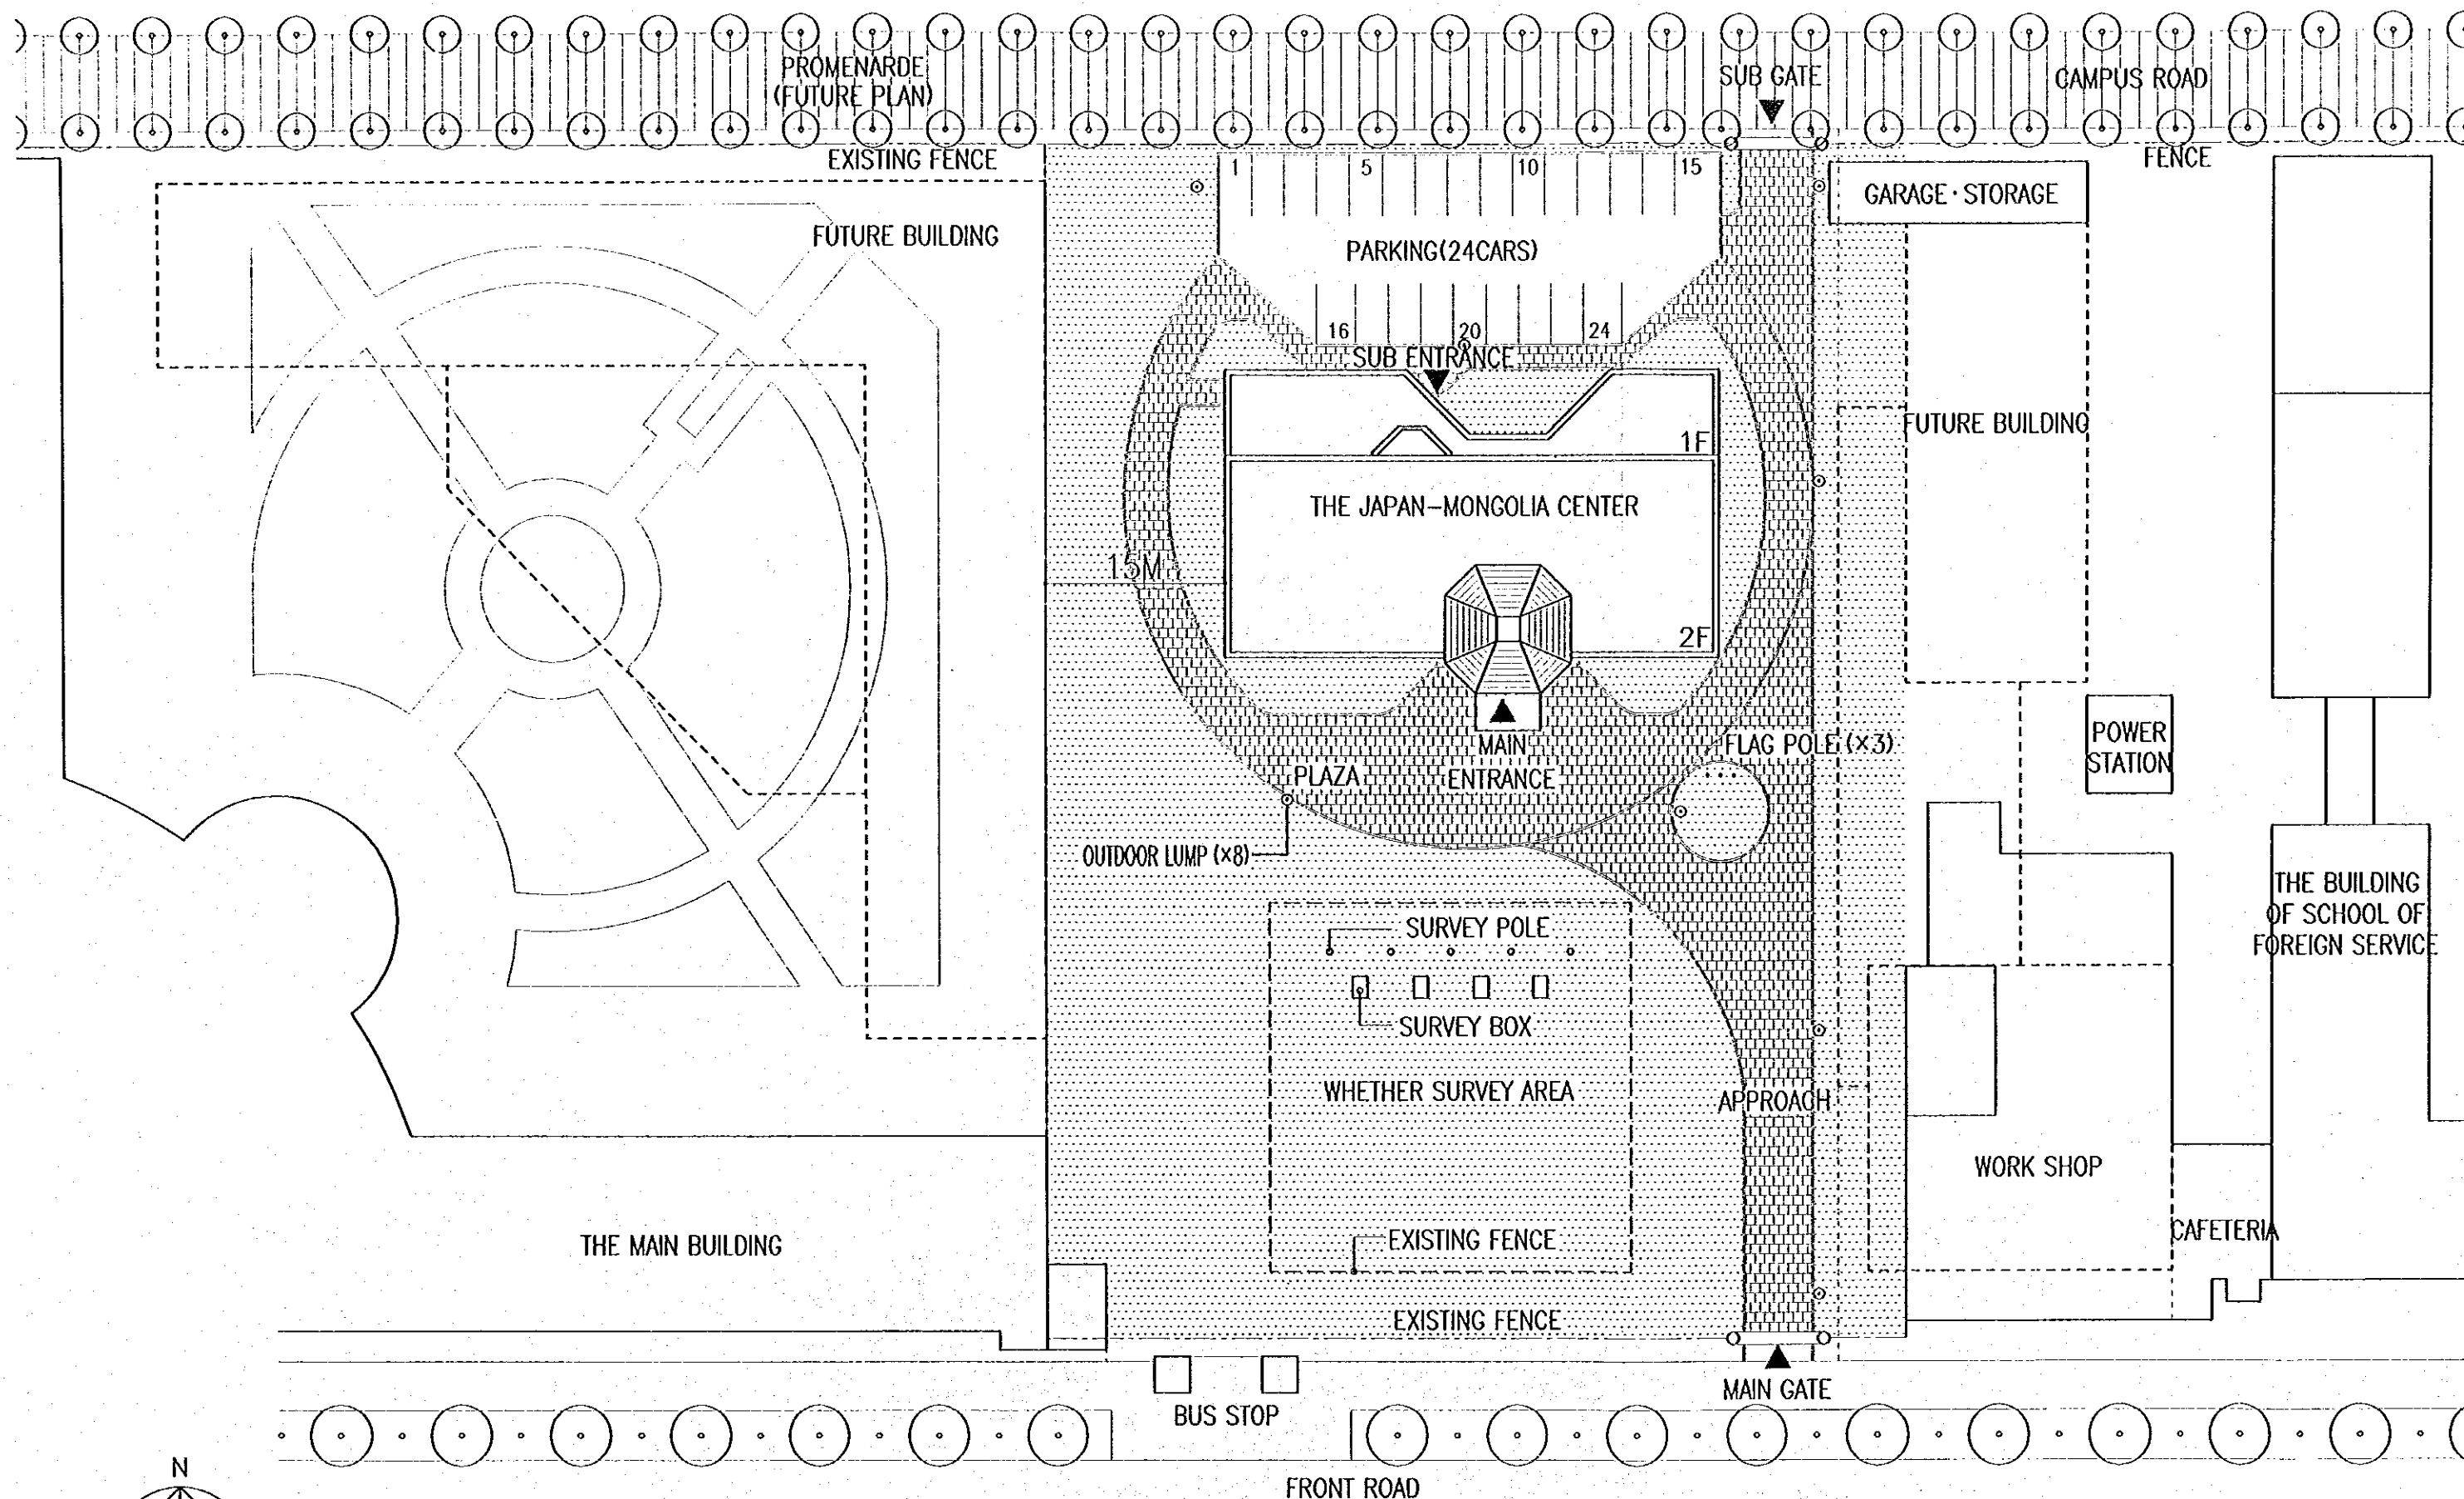 PROMENARDE
(FUTURE PLAN)
SUB GATE
CAMPUS ROAD
EXISTING FENCE
FENCE
1
5
10
15
GARAGE·STORAGE
FUTURE BUILDING
PARKING(24CARS)
16
20
24
SUB ENTRANCE
FUTURE BUILDING
1F
THE JAPAN-MONGOLIA CENTER
15M
2F
MAIN
ENTRANCE
FLAG POLE (×3)
POWER
STATION
PLAZA
OUTDOOR LUMP (×8)
THE BUILDING
OF SCHOOL OF
FOREIGN SERVICE
SURVEY POLE
SURVEY BOX
WHETHER SURVEY AREA
APPROACH
WORK SHOP
THE MAIN BUILDING
EXISTING FENCE
CAFETERIA
EXISTING FENCE
MAIN GATE
BUS STOP
N
FRONT ROAD